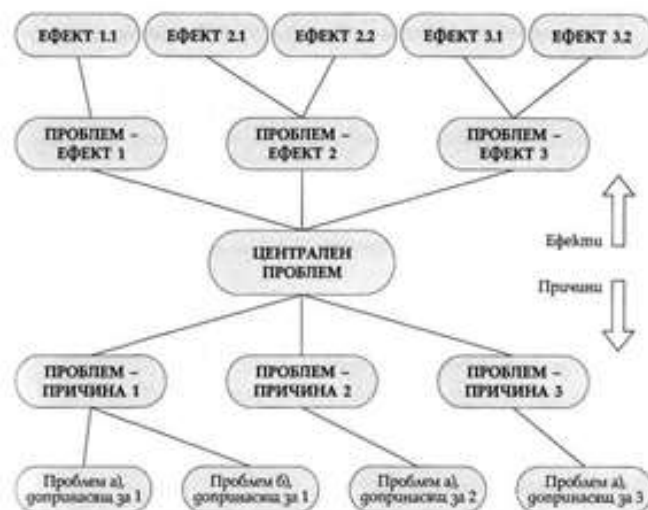 ЕФЕКТ 1.1
ЕФЕКТ 2.1
ЕФЕКТ 2.2
ЕФЕКТ 3.1
ЕФЕКТ 3.2
ПРОБЛЕМ –
ЕФЕКТ 1
ПРОБЛЕМ –
ЕФЕКТ 2
ПРОБЛЕМ –
ЕФЕКТ 3
Ефекти
ЦЕНТРАЛЕН
ПРОБЛЕМ
Причини
ПРОБЛЕМ –
ПРИЧИНА 1
ПРОБЛЕМ –
ПРИЧИНА 2
ПРОБЛЕМ –
ПРИЧИНА 3
Проблем а),
допринасящ за 1
Проблем б),
допринасящ за 1
Проблем а),
допринасящ за 2
Проблем а),
допринасящ за 3